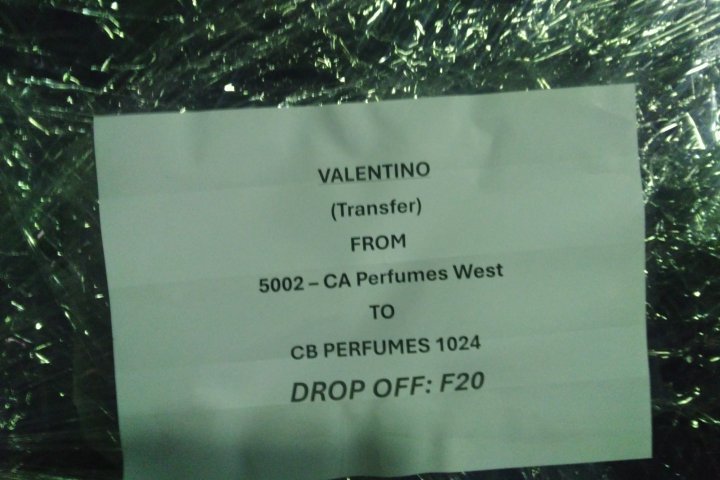 VALENTINO
(Transfer)
FROM
5002 – CA Perfumes West
TO
CB PERFUMES 1024
DROP OFF: F20